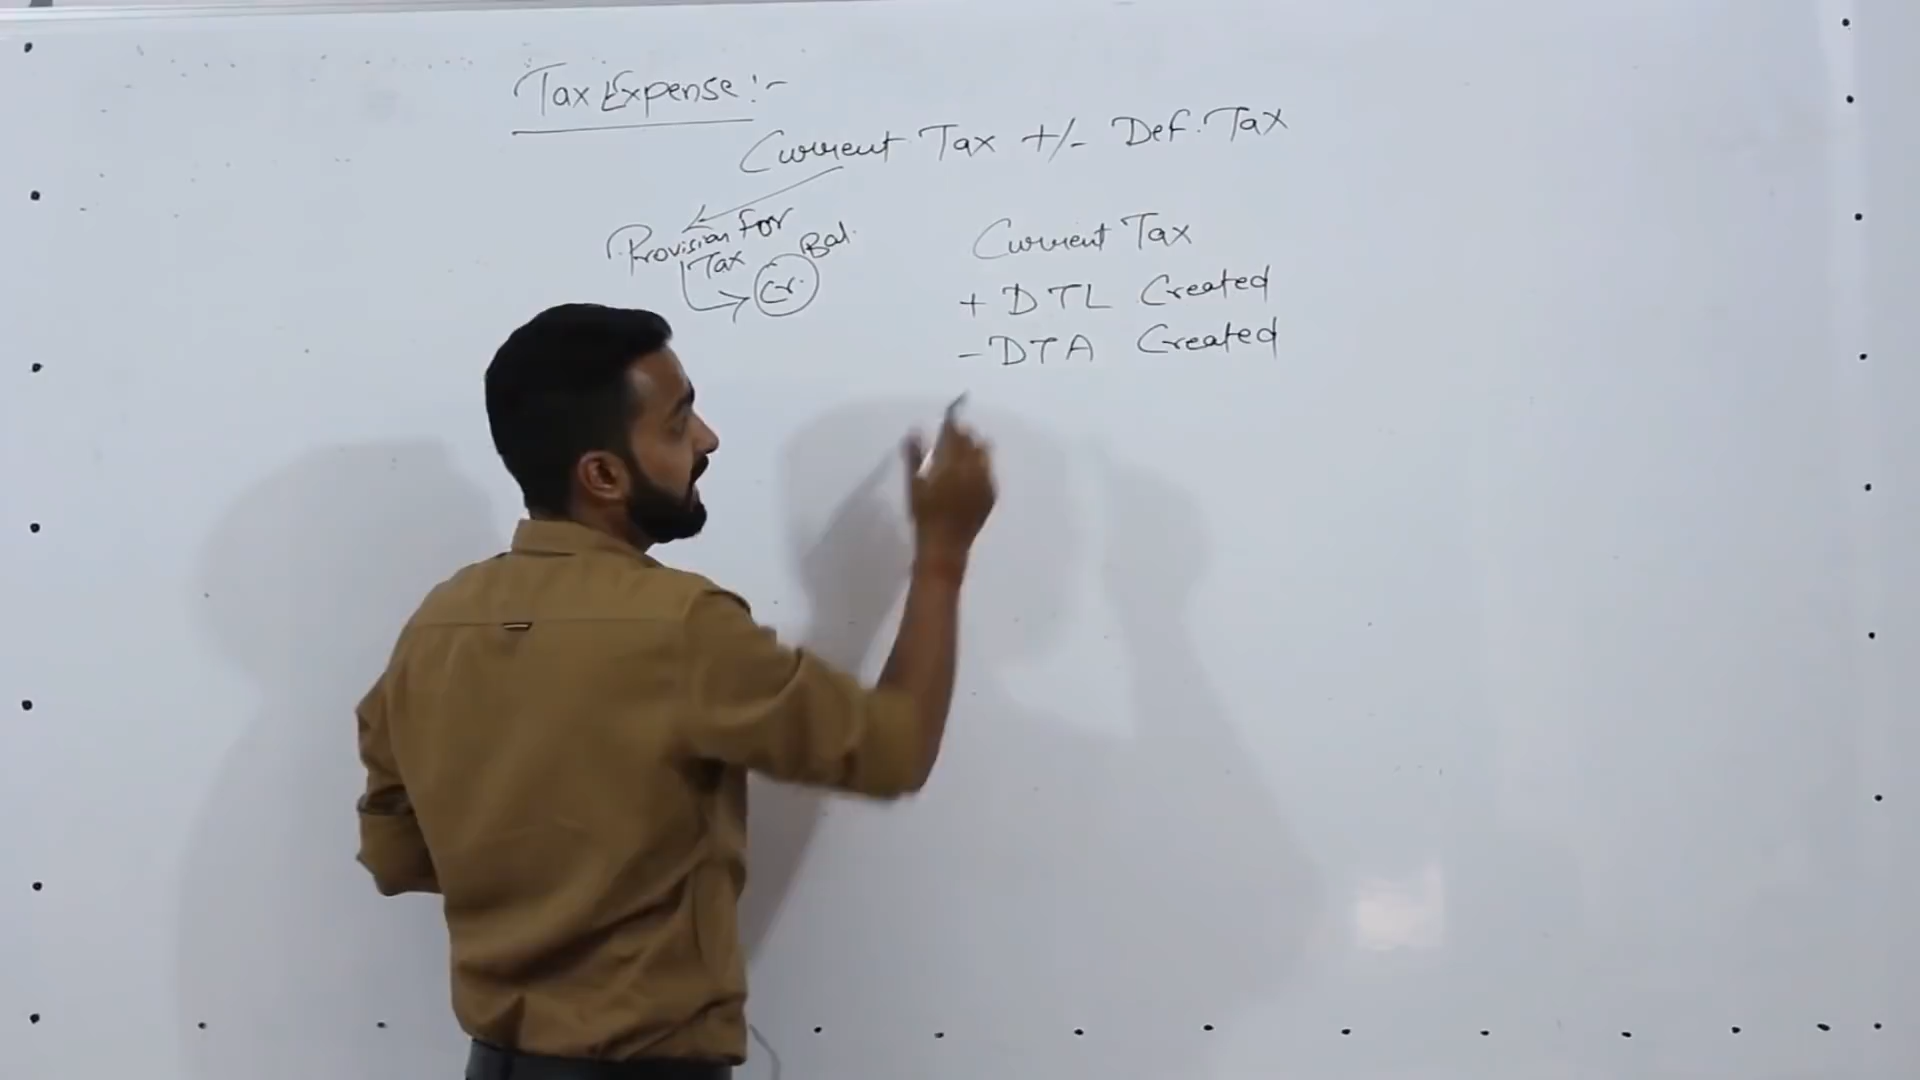 Tax Expense :-
Current Tax +/- Def. Tax
Provision For
Tax
Cr.
Bal.
Current Tax
+ DTL Created
- DTA Created